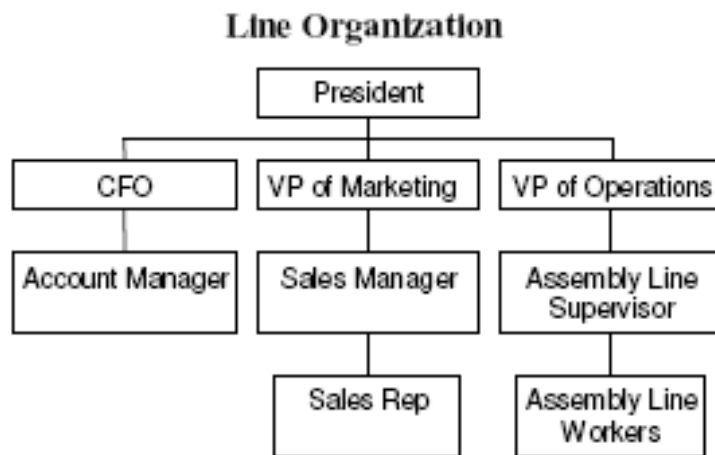 Line Organization
President
CFO
VP of Marketing
VP of Operations
Account Manager
Sales Manager
Assembly Line
Supervisor
Sales Rep
Assembly Line
Workers